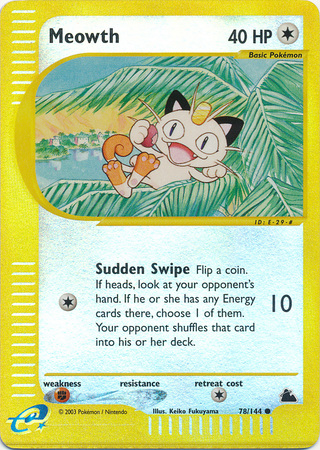 Meowth 40 HP
Basic Pokémon
ID: E-29-#
Sudden Swipe Flip a coin.
If heads, look at your opponent's
hand. If he or she has any Energy
cards there, choose 1 of them. 10
Your opponent shuffles that card
into his or her deck.
weakness resistance retreat cost
© 2003 Pokémon / Nintendo Illus. Keiko Fukuyama 78/144 ●
e